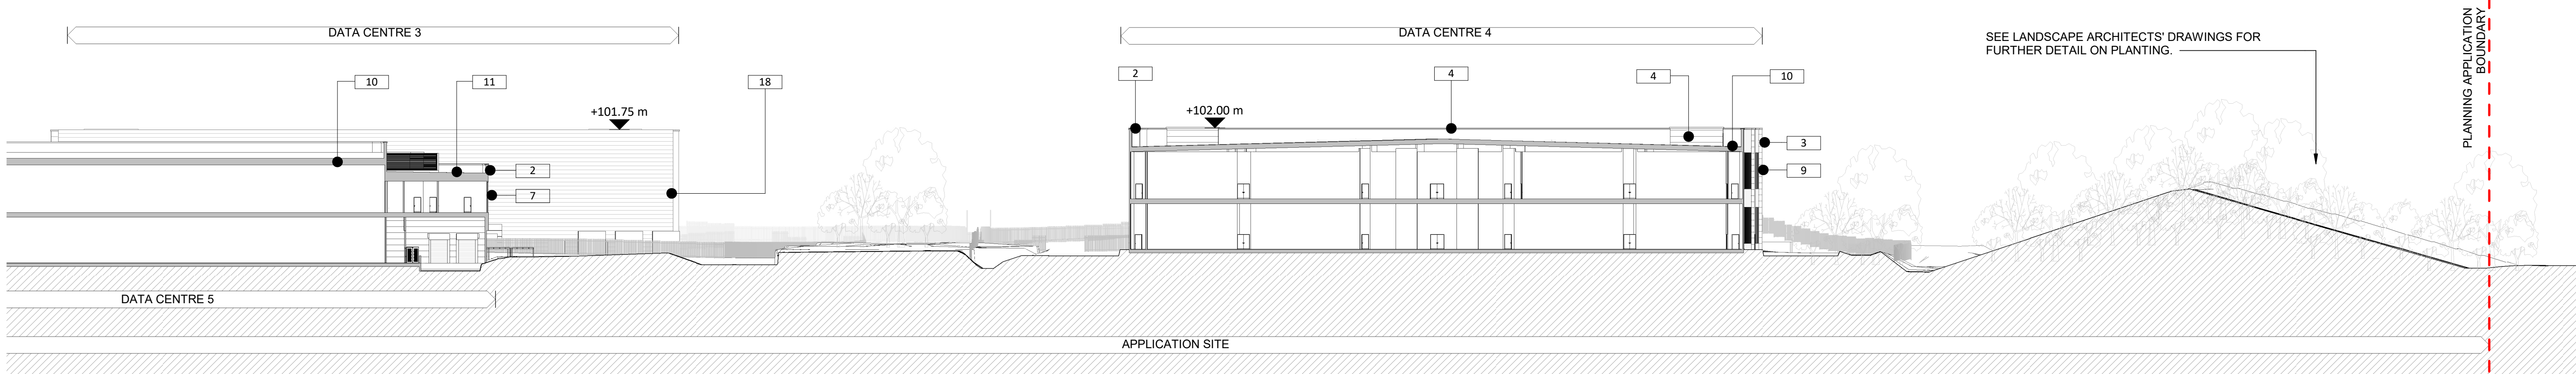 DATA CENTRE 3
DATA CENTRE 4
PLANNING APPLICATION
BOUNDARY
SEE LANDSCAPE ARCHITECTS' DRAWINGS FOR
FURTHER DETAIL ON PLANTING.
10
11
18
2
4
4
10
+101.75 m
+102.00 m
3
2
9
7
DATA CENTRE 5
APPLICATION SITE